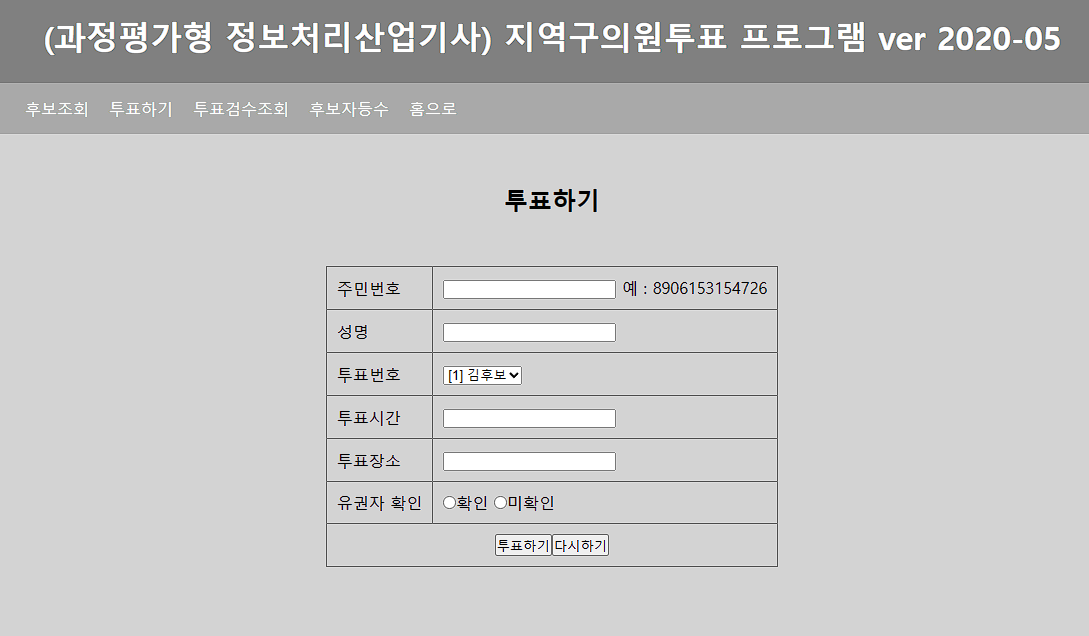 (과정평가형 정보처리산업기사) 지역구의원투표 프로그램 ver 2020-05
후보조회 투표하기 투표검수조회 후보자등수 홈으로
투표하기
주민번호 예 : 8906153154726
성명
투표번호 [1] 김후보
투표시간
투표장소
유권자 확인 확인 미확인
투표하기 다시하기